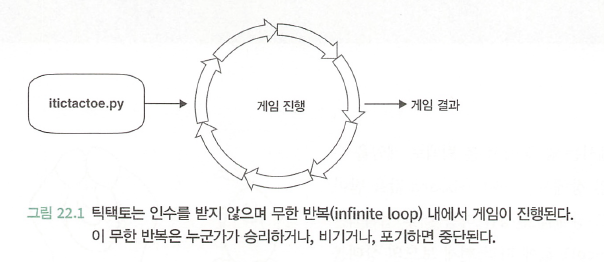 itictactoe.py
게임 진행
게임 결과
그림 22.1 틱택토는 인수를 받지 않으며 무한 반복(infinite loop) 내에서 게임이 진행된다.
이 무한 반복은 누군가가 승리하거나, 비기거나, 포기하면 중단된다.